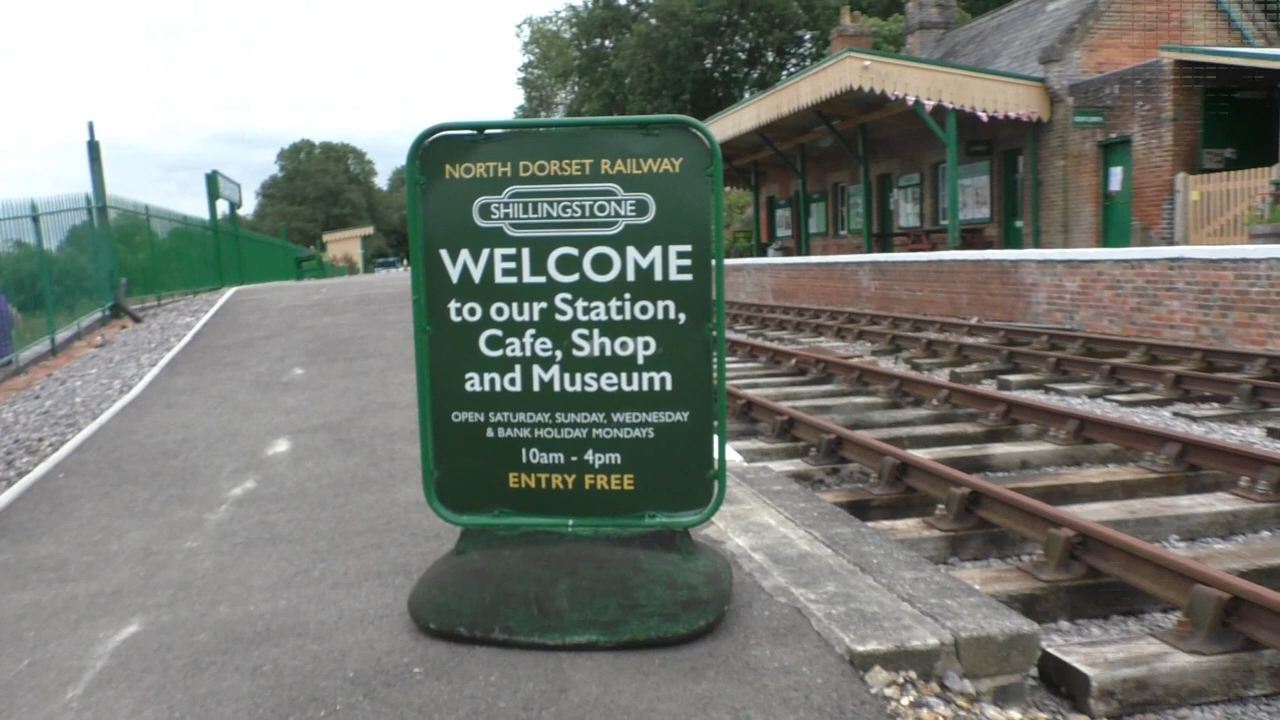 NORTH DORSET RAILWAY
SHILLINGSTONE
WELCOME
to our Station,
Cafe, Shop
and Museum
OPEN SATURDAY, SUNDAY, WEDNESDAY
& BANK HOLIDAY MONDAYS
10am - 4pm
ENTRY FREE